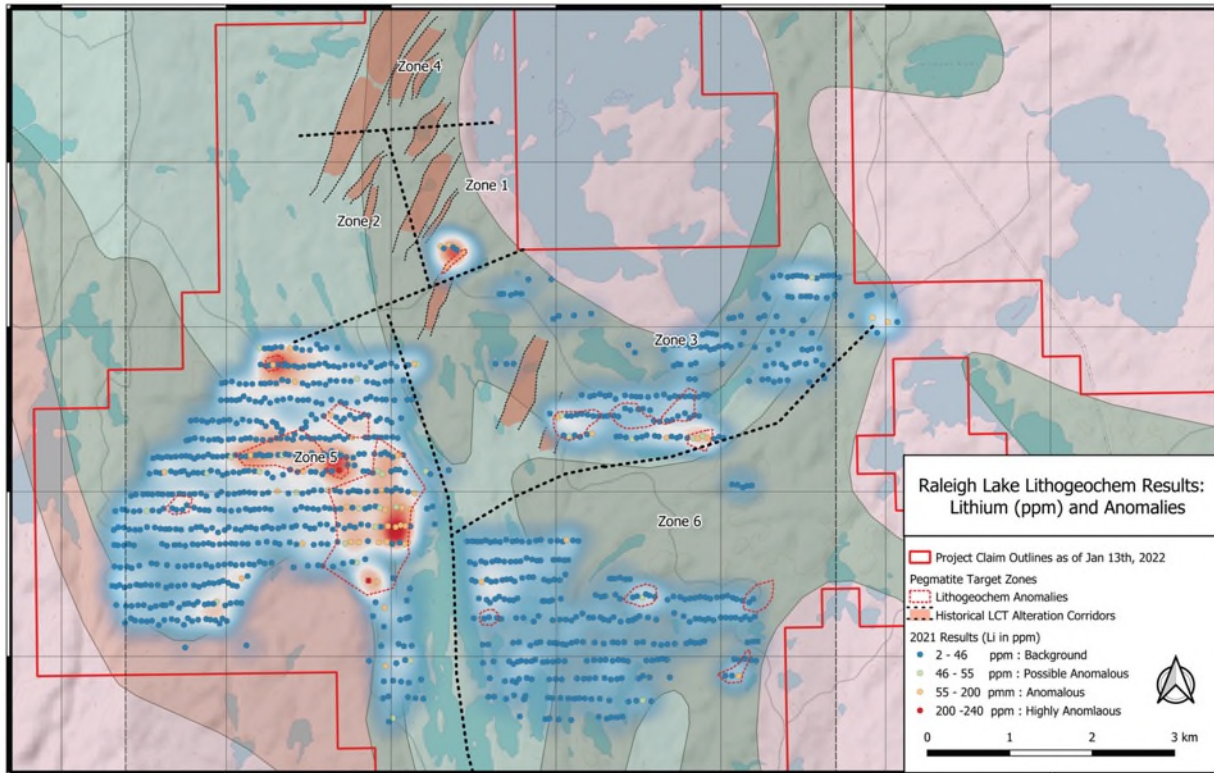 Zone 4
Zone 1
Zone 2
Zone 3
Zone 5
Zone 6
Raleigh Lake Lithogeochem Results:
Lithium (ppm) and Anomalies
Project Claim Outlines as of Jan 13th, 2022
Pegmatite Target Zones
Lithogeochem Anomalies
Historical LCT Alteration Corridors
2021 Results (Li in ppm)
2 - 46 ppm : Background
46 - 55 ppm : Possible Anomalous
55 - 200 pmm : Anomalous
200 -240 ppm : Highly Anomlaous
0 1 2 3 km